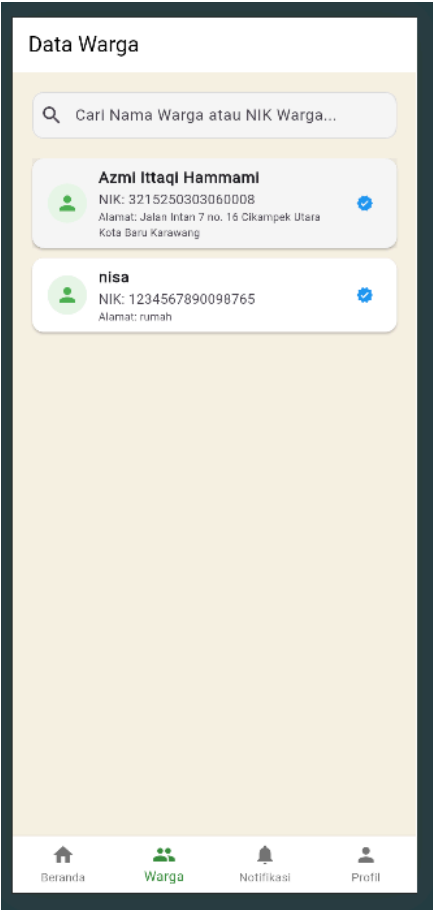 Data Warga
Cari Nama Warga atau NIK Warga...
Azmi Ittaqi Hammami
NIK: 3215250303060008
Alamat: Jalan Intan 7 no. 16 Cikampek Utara
Kota Baru Karawang
nisa
NIK: 1234567890098765
Alamat: rumah
Beranda
Warga
Notifikasi
Profil